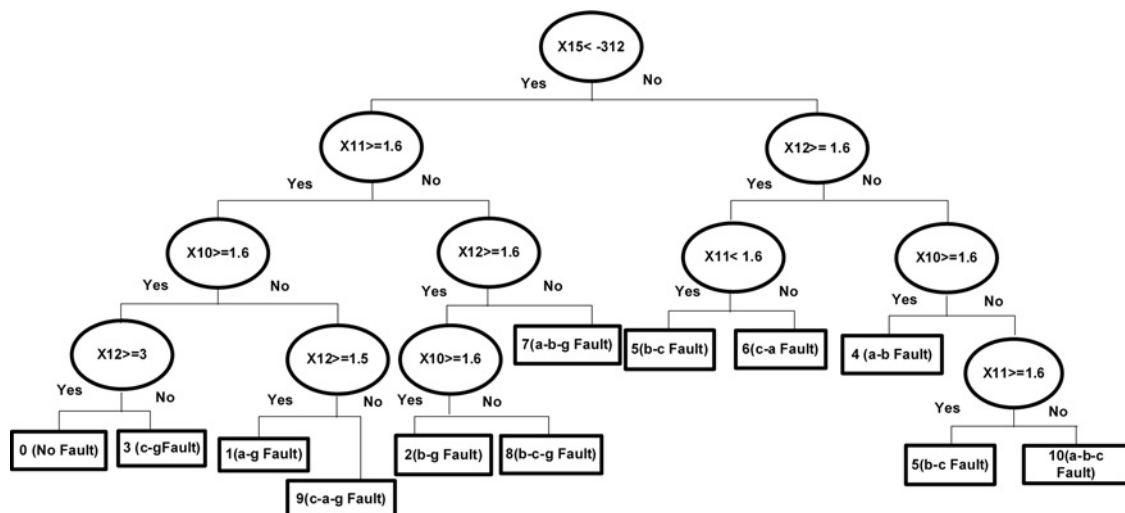 X15< -312
Yes
No
X11>=1.6
X12>= 1.6
Yes
No
Yes
No
X10>=1.6
X12>=1.6
X11< 1.6
X10>=1.6
Yes
No
Yes
No
Yes
No
Yes
No
X12>=3
X12>=1.5
X10>=1.6
7(a-b-g Fault)
5(b-c Fault)
6(c-a Fault)
4 (a-b Fault)
X11>=1.6
Yes
No
Yes
No
Yes
No
Yes
No
0 (No Fault)
3 (c-gFault)
1(a-g Fault)
2(b-g Fault)
8(b-c-g Fault)
5(b-c Fault)
10(a-b-c
Fault)
9(c-a-g Fault)